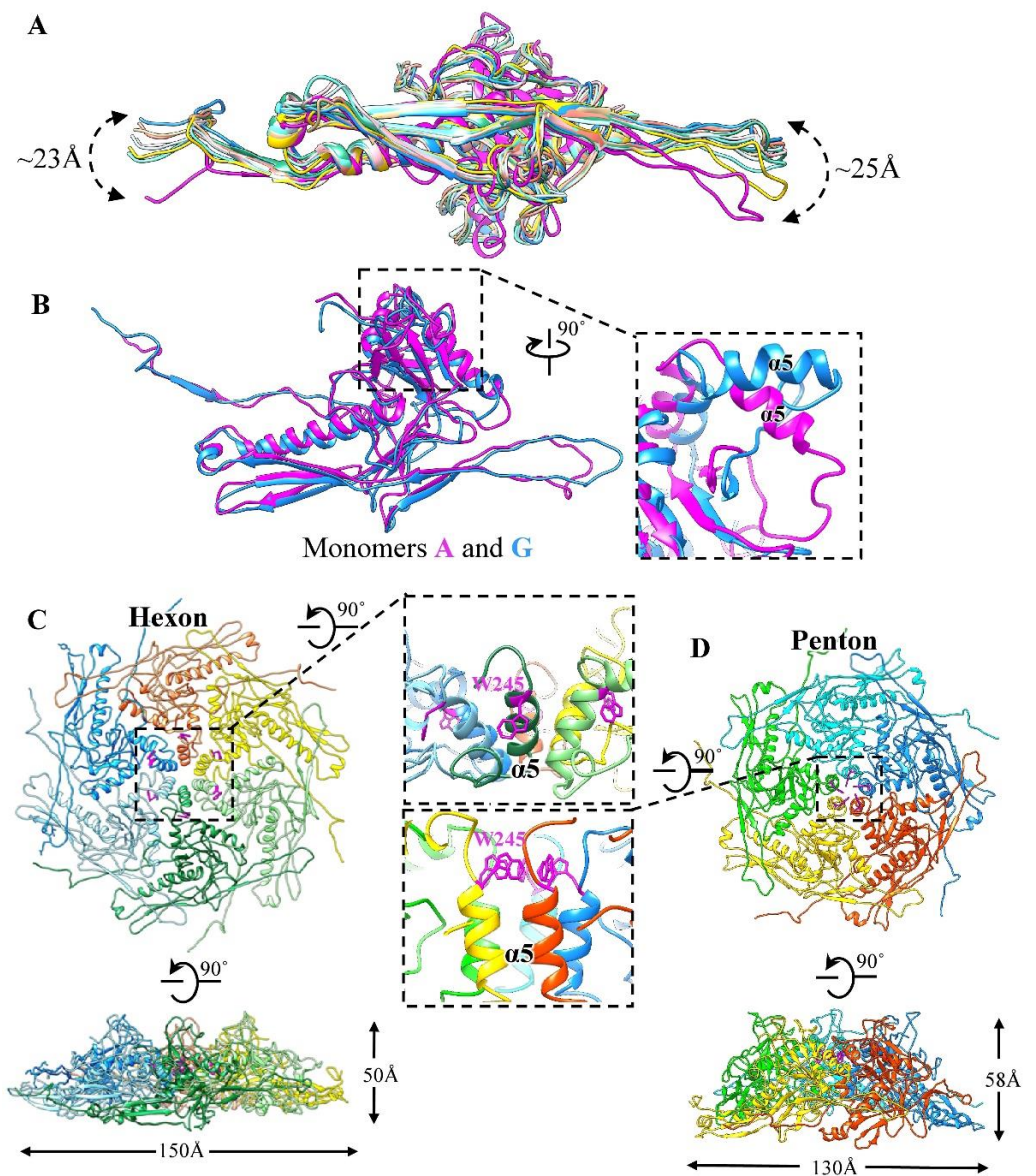 A
~23Å
~25Å
B
90°
α5
α5
Monomers A and G
C
Hexon
90°
W245
α5
D
Penton
90°
W245
α5
90°
50Å
150Å
90°
58Å
130Å